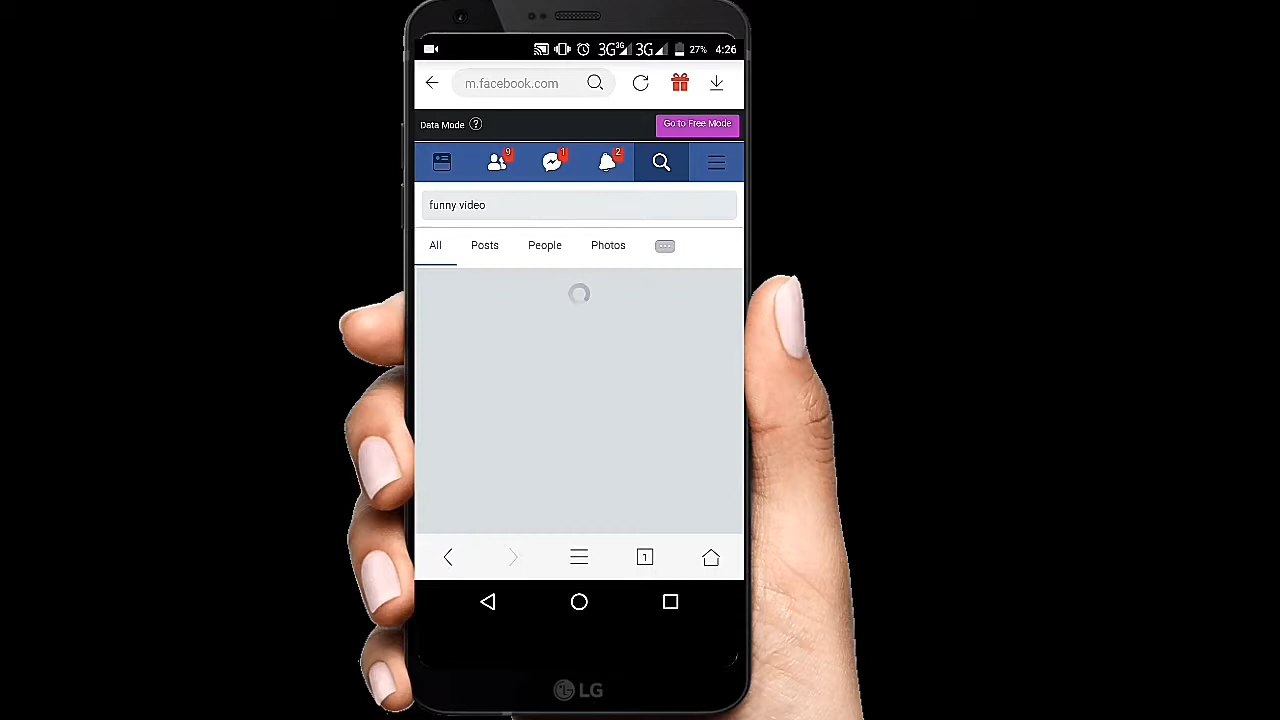 3G 3G 3G 27% 4:26
m.facebook.com
Data Mode ? Go to Free Mode
9 1 2
funny video
All Posts People Photos
1
LG